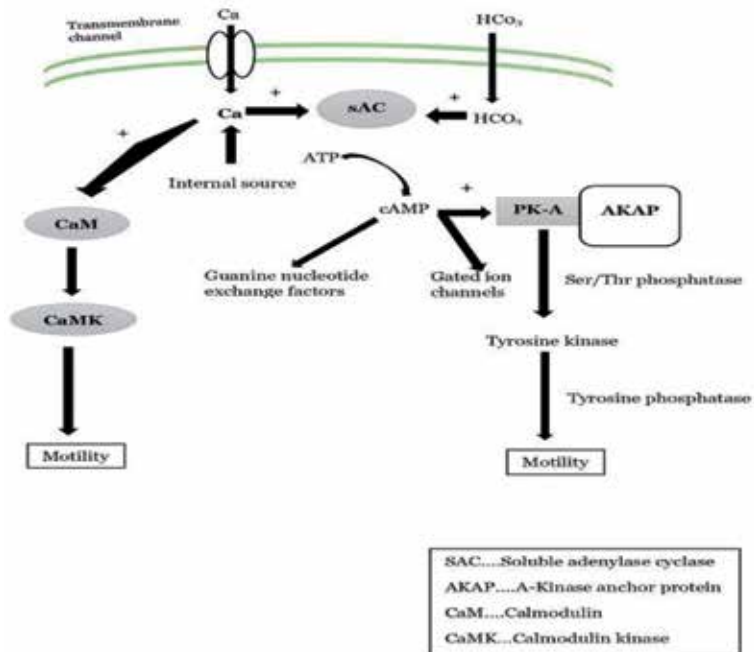 Transmembrane
channel
Ca
HCo3
+
+
sAC
Ca
HCO3
+
ATP
Internal source
cAMP
+
PK-A
AKAP
CaM
Guanine nucleotide
exchange factors
Gated ion
channels
Ser/Thr phosphatase
CaMK
Tyrosine kinase
Tyrosine phosphatase
Motility
Motility
SAC....Soluble adenylase cyclase
AKAP....A-Kinase anchor protein
CaM....Calmodulin
CaMK...Calmodulin kinase